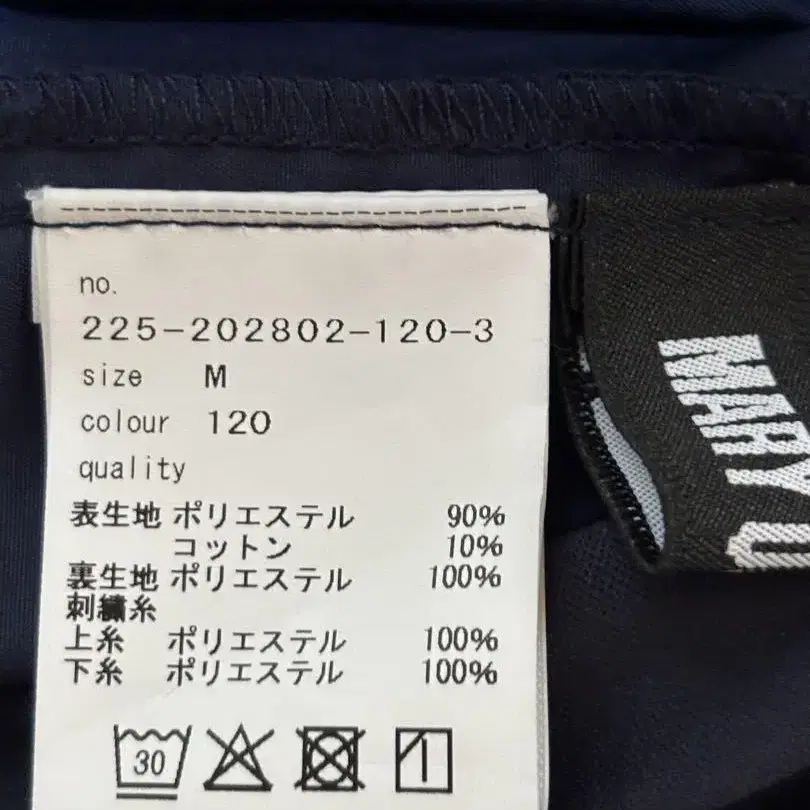 no.
225-202802-120-3
size M
colour 120
quality
表生地 ポリエステル 90%
コットン 10%
裏生地 ポリエステル 100%
刺繍糸
上糸 ポリエステル 100%
下糸 ポリエステル 100%
30
MARY